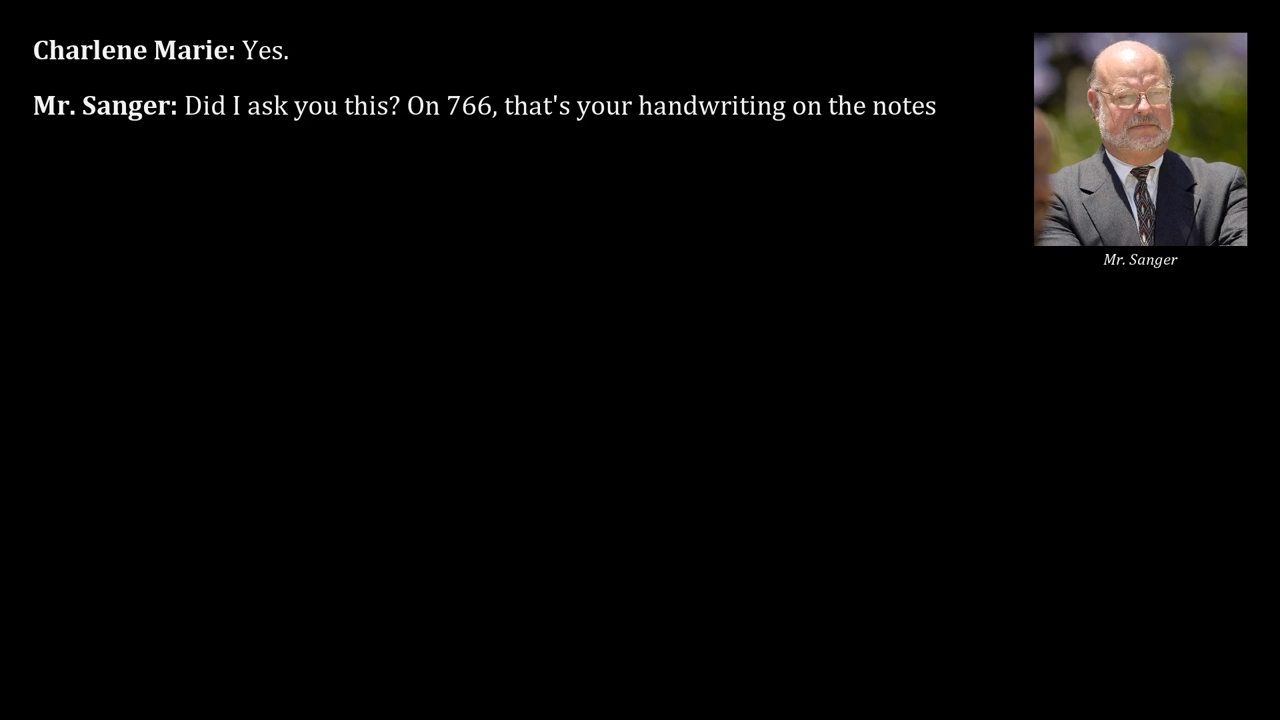 Charlene Marie: Yes.
Mr. Sanger: Did I ask you this? On 766, that's your handwriting on the notes
Mr. Sanger